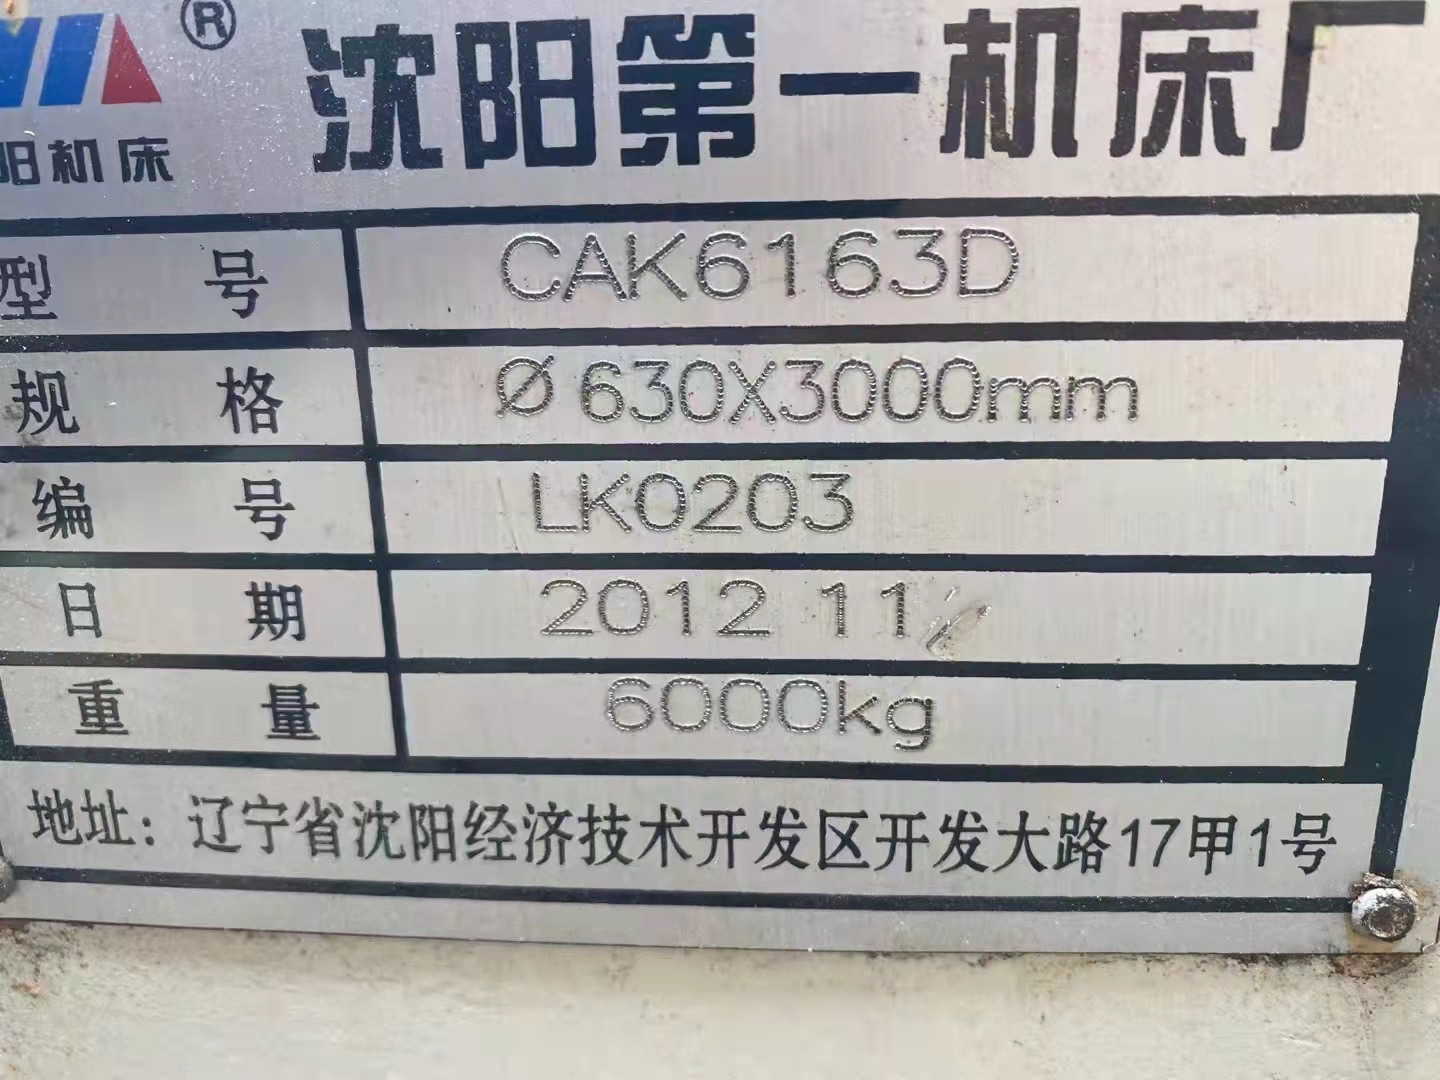 ® 沈阳第一机床厂
阳机床
型号 CAK6163D
规格 Ø630X3000mm
编号 LK0203
日期 2012 11
重量 6000kg
地址：辽宁省沈阳经济技术开发区开发大路17甲1号